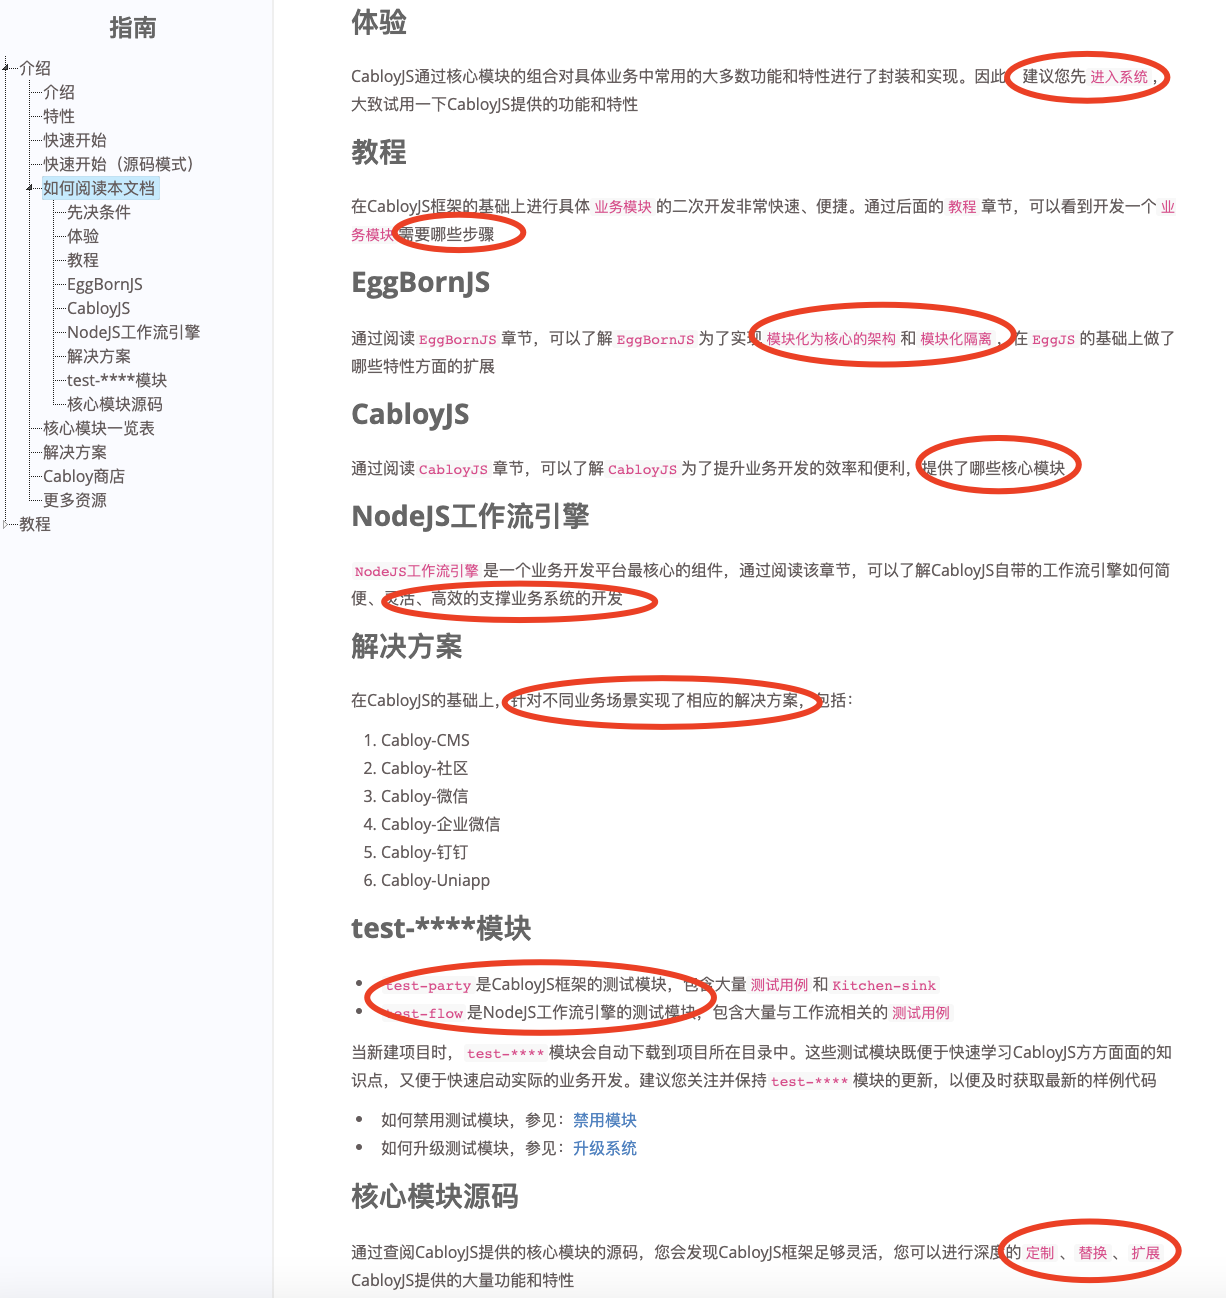 指南
介绍
介绍
特性
快速开始
快速开始（源码模式）
如何阅读本文档
先决条件
体验
教程
EggBornJS
CabloyJS
NodeJS工作流引擎
解决方案
test-****模块
核心模块源码
核心模块一览表
解决方案
Cabloy商店
更多资源
教程
体验
CabloyJS通过核心模块的组合对具体业务中常用的大多数功能和特性进行了封装和实现。因此，建议您先 进入系统 ，
大致试用一下CabloyJS提供的功能和特性
教程
在CabloyJS框架的基础上进行具体 业务模块 的二次开发非常快速、便捷。通过后面的 教程 章节，可以看到开发一个 业
务模块 需要哪些步骤
EggBornJS
通过阅读 EggBornJS 章节，可以了解 EggBornJS 为了实现 模块化为核心的架构 和 模块化隔离 ，在 EggJS 的基础上做了
哪些特性方面的扩展
CabloyJS
通过阅读 CabloyJS 章节，可以了解 CabloyJS 为了提升业务开发的效率和便利，提供了哪些核心模块
NodeJS工作流引擎
NodeJS工作流引擎 是一个业务开发平台最核心的组件，通过阅读该章节，可以了解CabloyJS自带的工作流引擎如何简
便、灵活、高效的支撑业务系统的开发
解决方案
在CabloyJS的基础上，针对不同业务场景实现了相应的解决方案，包括：
1. Cabloy-CMS
2. Cabloy-社区
3. Cabloy-微信
4. Cabloy-企业微信
5. Cabloy-钉钉
6. Cabloy-Uniapp
test-****模块
• test-party 是CabloyJS框架的测试模块，包含大量 测试用例 和 Kitchen-sink
• test-flow 是NodeJS工作流引擎的测试模块，包含大量与工作流相关的 测试用例
当新建项目时， test-**** 模块会自动下载到项目所在目录中。这些测试模块既便于快速学习CabloyJS方方面面的知
识点，又便于快速启动实际的业务开发。建议您关注并保持 test-**** 模块的更新，以便及时获取最新的样例代码
• 如何禁用测试模块，参见：禁用模块
• 如何升级测试模块，参见：升级系统
核心模块源码
通过查阅CabloyJS提供的核心模块的源码，您会发现CabloyJS框架足够灵活，您可以进行深度的 定制 、 替换 、 扩展
CabloyJS提供的大量功能和特性